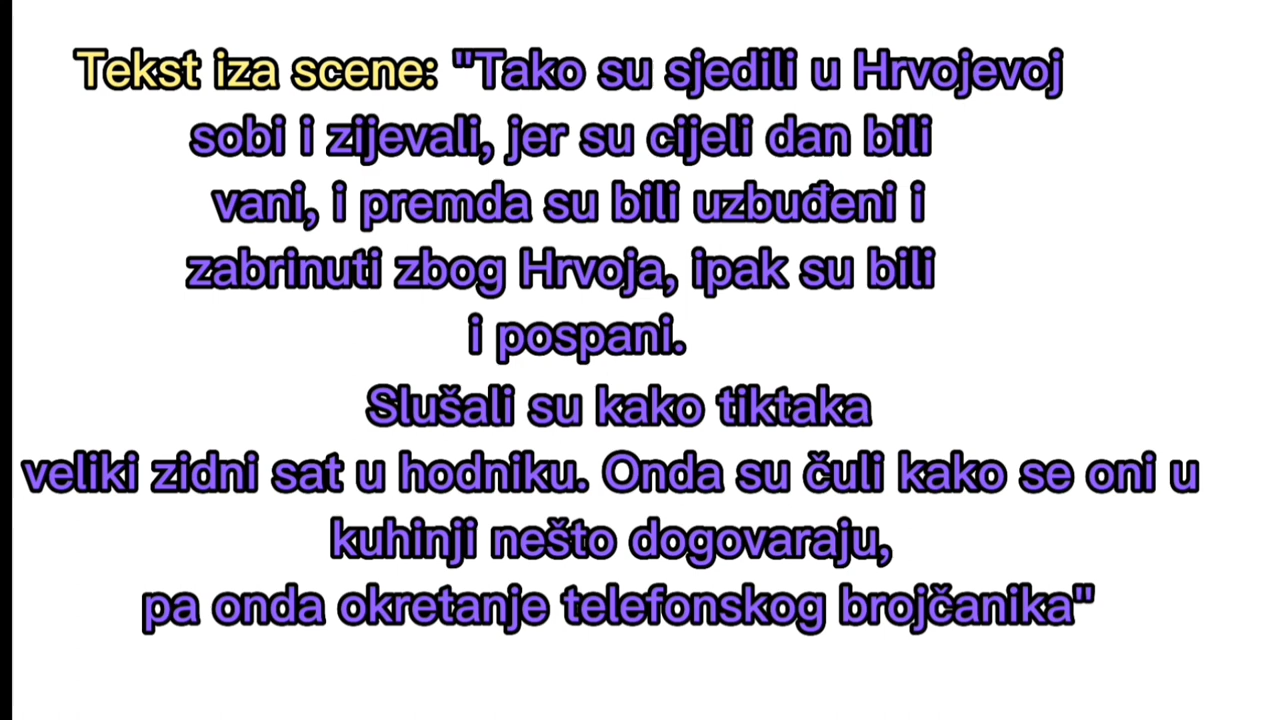 Tekst iza scene: "Tako su sjedili u Hrvojevoj
sobi i zijevali, jer su cijeli dan bili
vani, i premda su bili uzbuđeni i
zabrinuti zbog Hrvoja, ipak su bili
i pospani.
Slušali su kako tiktaka
veliki zidni sat u hodniku. Onda su čuli kako se oni u
kuhinji nešto dogovaraju,
pa onda okretanje telefonskog brojčanika"